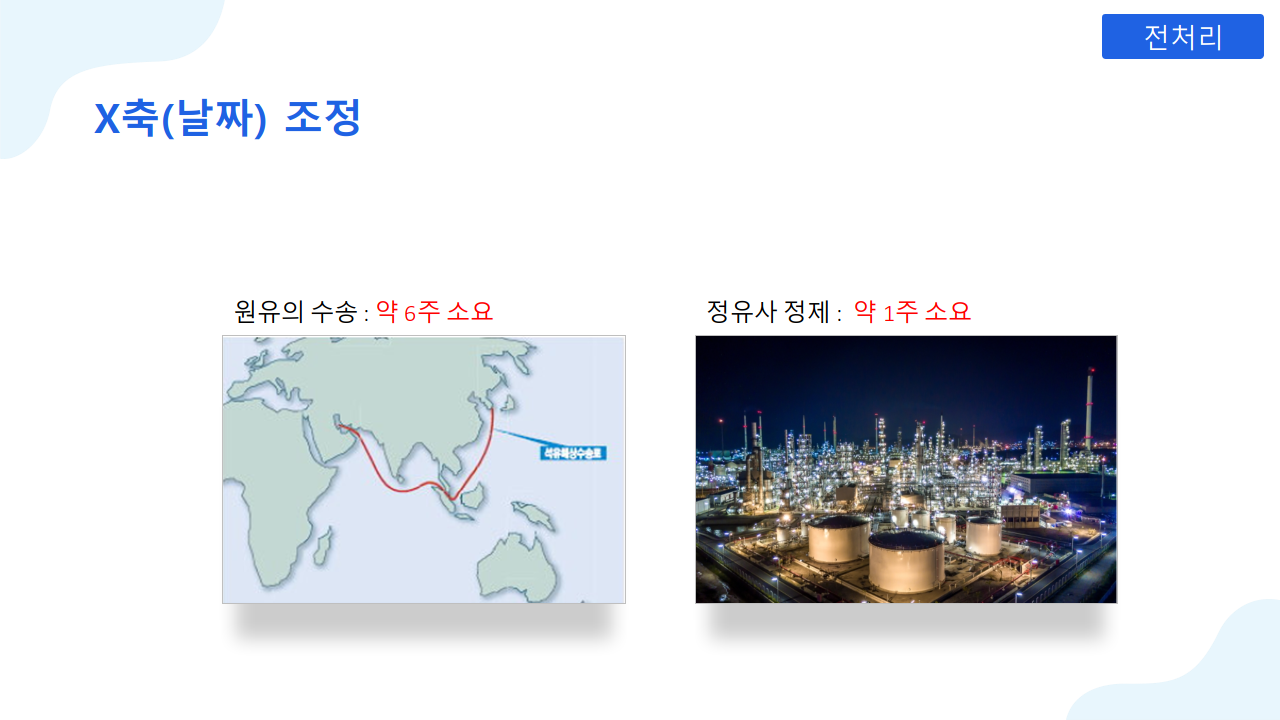 전처리
X축(날짜) 조정
원유의 수송 : 약 6주 소요
정유사 정제 : 약 1주 소요
석유해상수송로